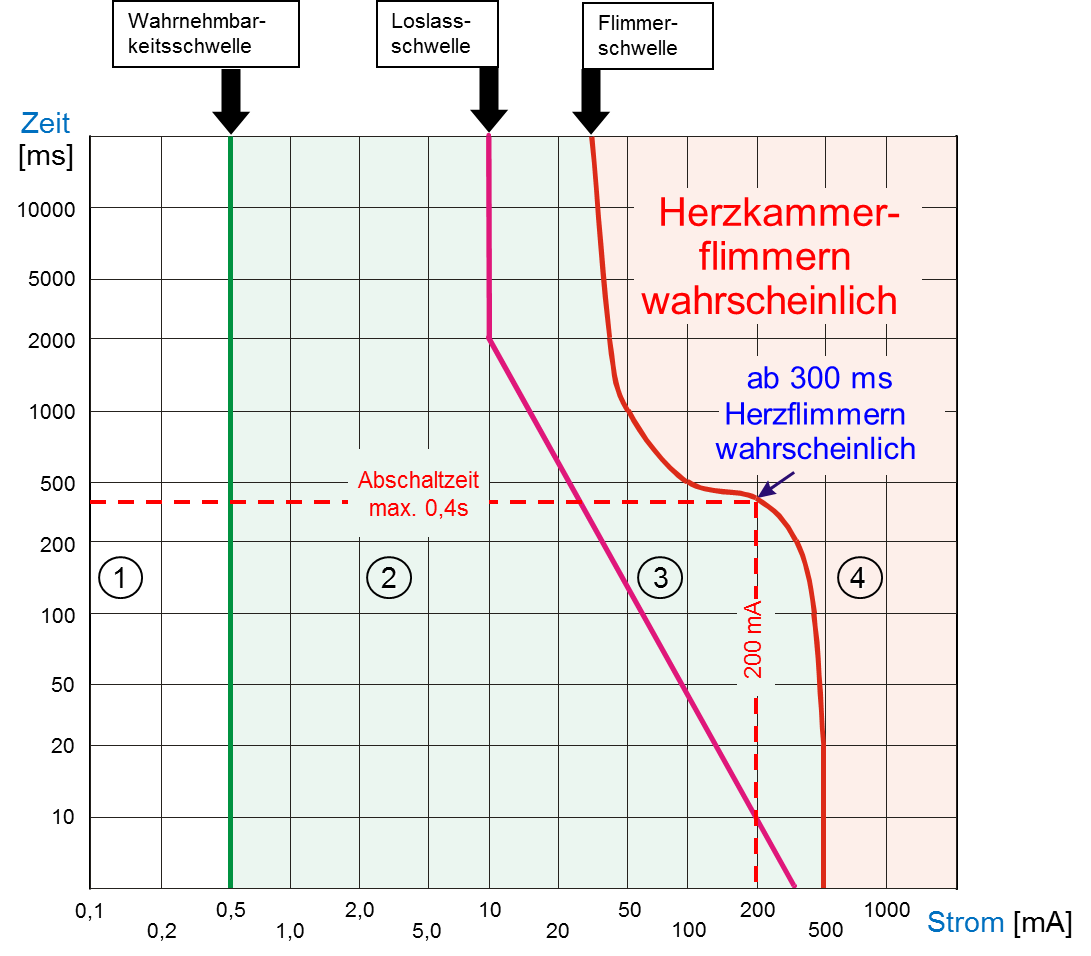 Wahrnehmbar-
keitsschwelle
Loslass-
schwelle
Flimmer-
schwelle
Zeit
[ms]
10000
5000
2000
1000
500
200
100
50
20
10
Herzkammer-
flimmern
wahrscheinlich
ab 300 ms
Herzflimmern
wahrscheinlich
Abschaltzeit
max. 0,4s
1
2
3
4
200 mA
0,1
0,2
0,5
1,0
2,0
5,0
10
20
50
100
200
500
1000
Strom [mA]